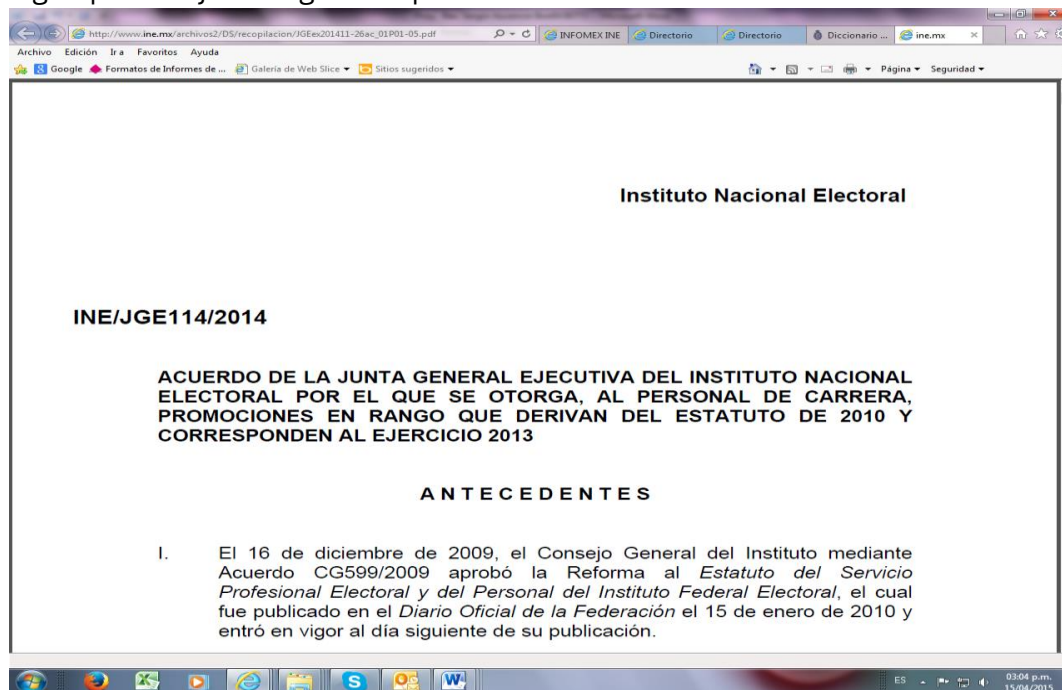 http://www.ine.mx/archivos2/DS/recopilacion/JGEex201411-26ac_01P01-05.pdf
INFOMEX INE
Directorio
Directorio
Diccionario ...
ine.mx
Archivo Edición Ir a Favoritos Ayuda
Google Formatos de Informes de ... Galería de Web Slice Sitios sugeridos Página Seguridad
Instituto Nacional Electoral
INE/JGE114/2014
ACUERDO DE LA JUNTA GENERAL EJECUTIVA DEL INSTITUTO NACIONAL
ELECTORAL POR EL QUE SE OTORGA, AL PERSONAL DE CARRERA,
PROMOCIONES EN RANGO QUE DERIVAN DEL ESTATUTO DE 2010 Y
CORRESPONDEN AL EJERCICIO 2013
A N T E C E D E N T E S
I. El 16 de diciembre de 2009, el Consejo General del Instituto mediante
Acuerdo CG599/2009 aprobó la Reforma al Estatuto del Servicio
Profesional Electoral y del Personal del Instituto Federal Electoral, el cual
fue publicado en el Diario Oficial de la Federación el 15 de enero de 2010 y
entró en vigor al día siguiente de su publicación.
ES
03:04 p.m.
15/04/2015